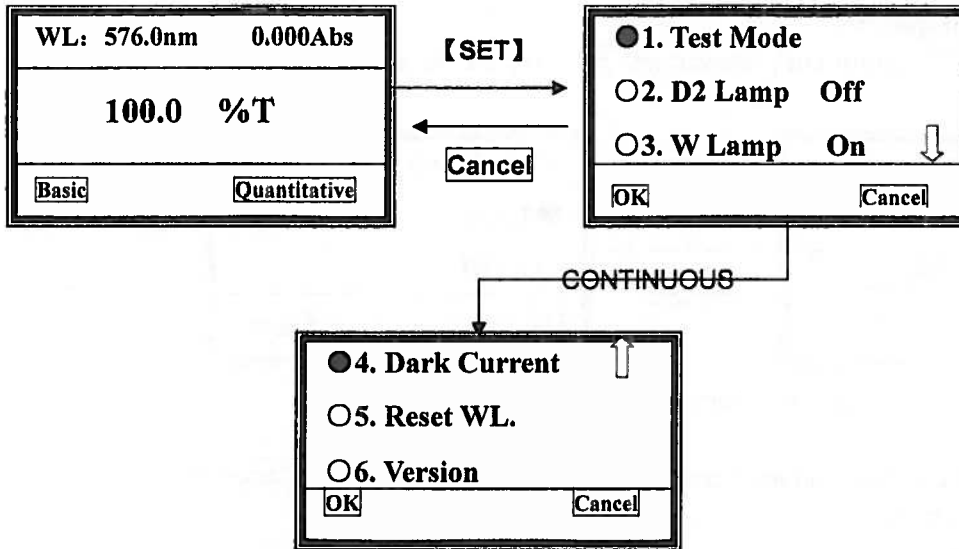 WL: 576.0nm 0.000Abs
100.0 %T
Basic Quantitative
【SET】
Cancel
●1. Test Mode
○2. D2 Lamp Off
○3. W Lamp On
OK Cancel
CONTINUOUS
●4. Dark Current
○5. Reset WL.
○6. Version
OK Cancel